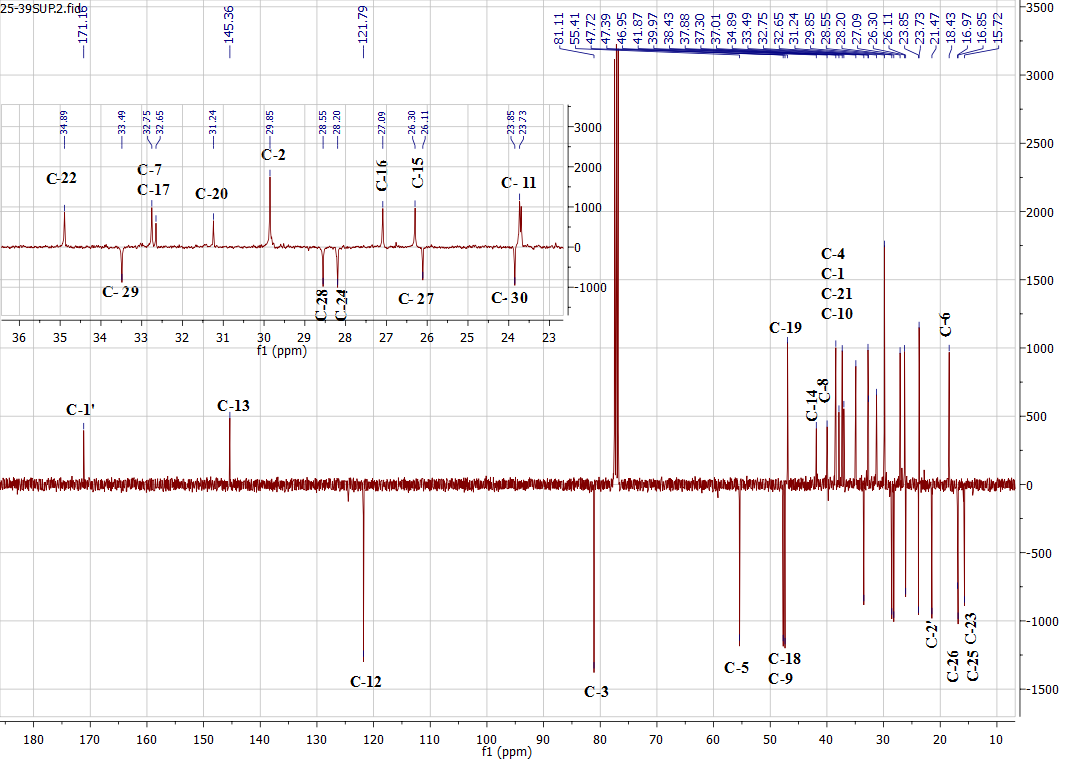 25-39SUP.2.fid
171.16
145.36
121.79
81.11
55.41
47.72
47.39
46.95
41.87
39.97
38.43
37.88
37.30
37.01
34.89
33.49
32.75
32.65
31.24
29.85
28.55
28.20
27.09
26.30
26.11
23.85
23.73
21.47
18.43
16.97
16.85
15.72
3500
3000
2500
2000
1500
1000
500
0
-500
-1000
-1500
34.89
33.49
32.75
32.65
31.24
29.85
28.55
28.20
27.09
26.30
26.11
23.85
23.73
3000
2000
1000
0
-1000
C-22
C-7
C-17
C-20
C-2
C-16
C-15
C- 11
C- 29
C-28
C-24
C- 27
C- 30
36 35 34 33 32 31 30 29 28 27 26 25 24 23
f1 (ppm)
C-4
C-1
C-21
C-10
C-19
C-6
C-8
C-14
C-1'
C-13
C-12
C-3
C-5
C-18
C-9
C-2'
C-26
C-25 C-23
180 170 160 150 140 130 120 110 100 90 80 70 60 50 40 30 20 10
f1 (ppm)